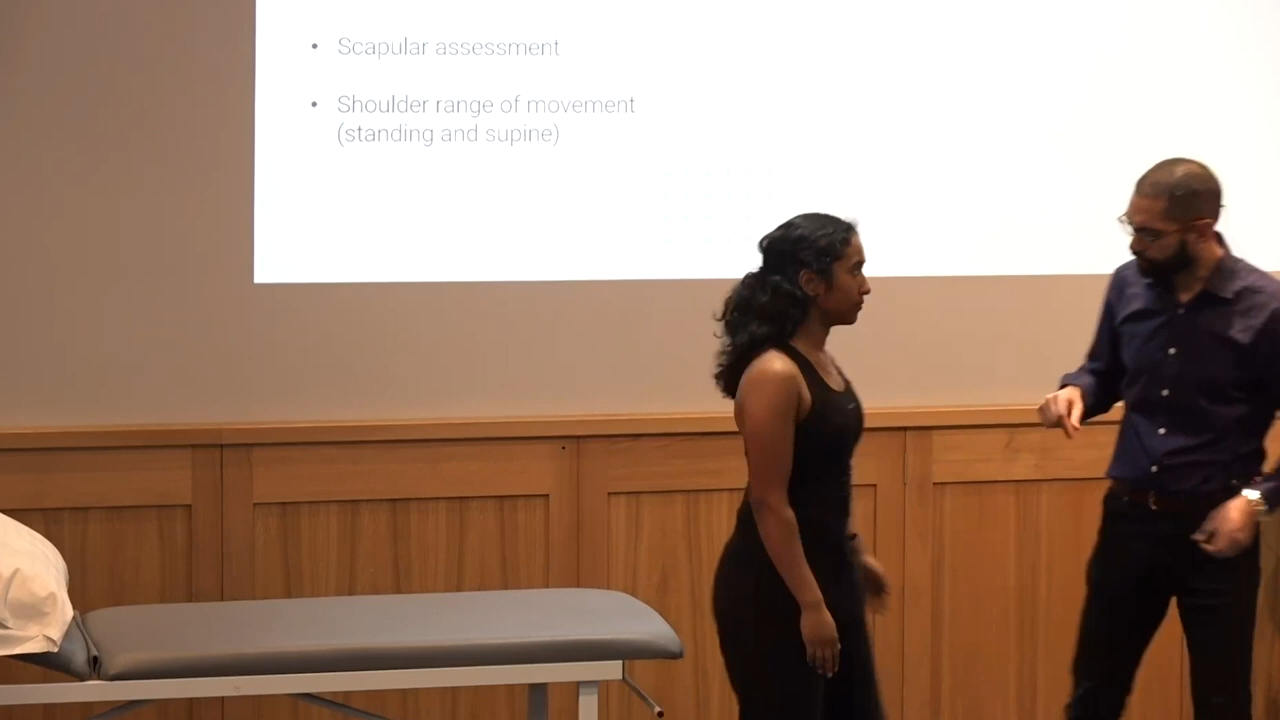 • Scapular assessment
• Shoulder range of movement
(standing and supine)